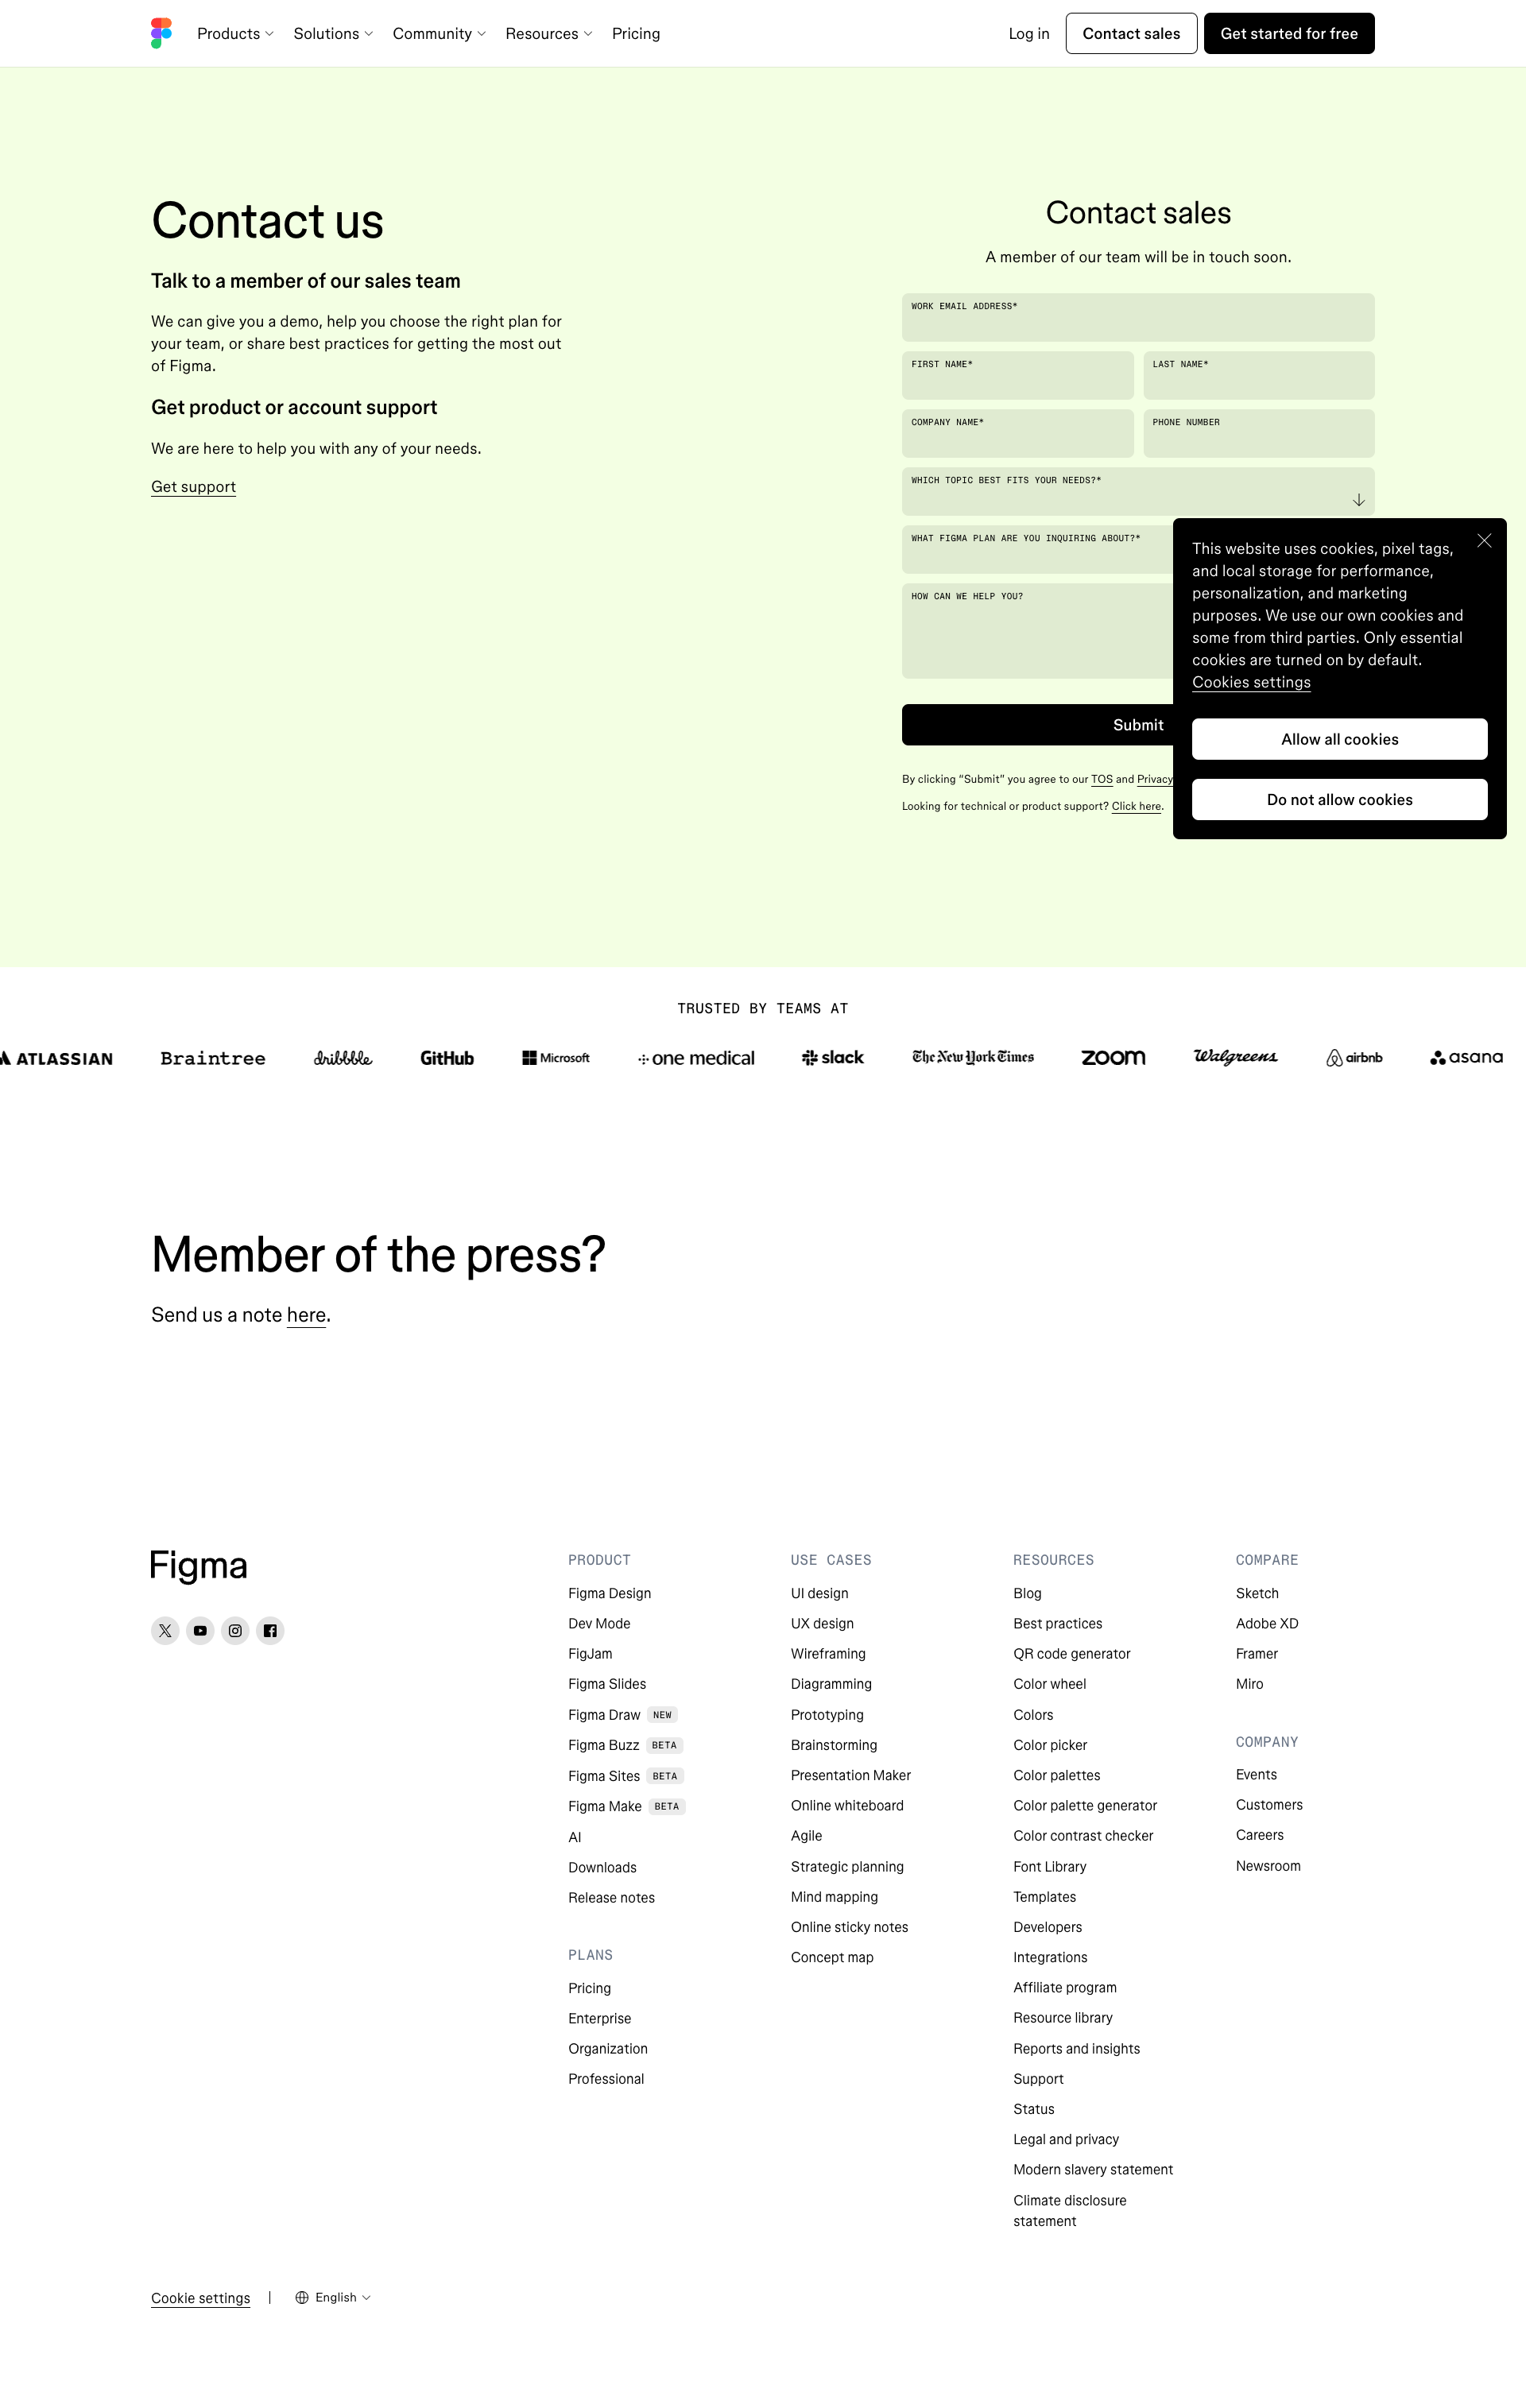 Products
Solutions
Community
Resources
Pricing
Log in
Contact sales
Get started for free
Contact us
Talk to a member of our sales team
We can give you a demo, help you choose the right plan for
your team, or share best practices for getting the most out
of Figma.
Get product or account support
We are here to help you with any of your needs.
Get support
Contact sales
A member of our team will be in touch soon.
WORK EMAIL ADDRESS*
FIRST NAME*
LAST NAME*
COMPANY NAME*
PHONE NUMBER
WHICH TOPIC BEST FITS YOUR NEEDS?*
WHAT FIGMA PLAN ARE YOU INQUIRING ABOUT?*
HOW CAN WE HELP YOU?
Submit
By clicking “Submit” you agree to our TOS and Privacy
Looking for technical or product support? Click here.
This website uses cookies, pixel tags,
and local storage for performance,
personalization, and marketing
purposes. We use our own cookies and
some from third parties. Only essential
cookies are turned on by default.
Cookies settings
Allow all cookies
Do not allow cookies
TRUSTED BY TEAMS AT
ATLASSIAN
Braintree
dribbble
GitHub
Microsoft
one medical
slack
The New York Times
zoom
Walgreens
airbnb
asana
Member of the press?
Send us a note here.
Figma
PRODUCT
Figma Design
Dev Mode
FigJam
Figma Slides
Figma Draw NEW
Figma Buzz BETA
Figma Sites BETA
Figma Make BETA
AI
Downloads
Release notes
PLANS
Pricing
Enterprise
Organization
Professional
USE CASES
UI design
UX design
Wireframing
Diagramming
Prototyping
Brainstorming
Presentation Maker
Online whiteboard
Agile
Strategic planning
Mind mapping
Online sticky notes
Concept map
RESOURCES
Blog
Best practices
QR code generator
Color wheel
Colors
Color picker
Color palettes
Color palette generator
Color contrast checker
Font Library
Templates
Developers
Integrations
Affiliate program
Resource library
Reports and insights
Support
Status
Legal and privacy
Modern slavery statement
Climate disclosure
statement
COMPARE
Sketch
Adobe XD
Framer
Miro
COMPANY
Events
Customers
Careers
Newsroom
Cookie settings
English